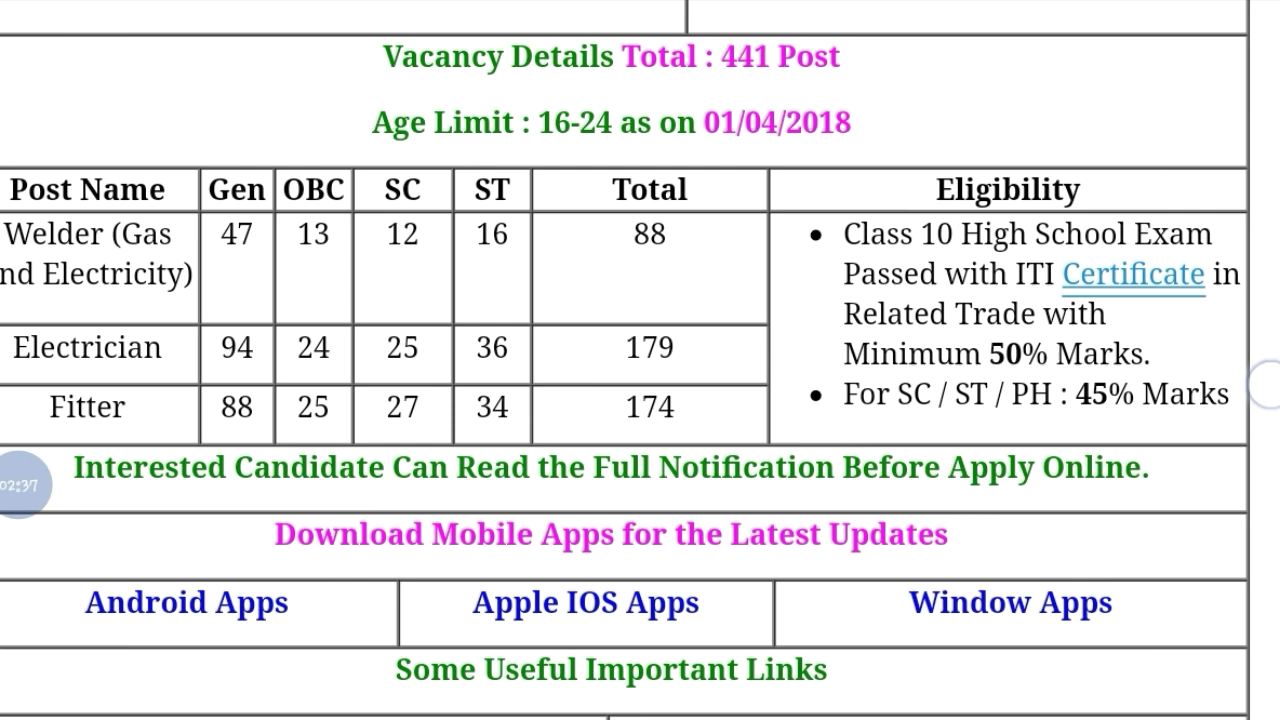 Vacancy Details Total : 441 Post
Age Limit : 16-24 as on 01/04/2018
Post Name Gen OBC SC ST Total Eligibility
Welder (Gas
nd Electricity) 47 13 12 16 88
Electrician 94 24 25 36 179
Fitter 88 25 27 34 174
• Class 10 High School Exam
Passed with ITI Certificate in
Related Trade with
Minimum 50% Marks.
• For SC / ST / PH : 45% Marks
Interested Candidate Can Read the Full Notification Before Apply Online.
02:37
Download Mobile Apps for the Latest Updates
Android Apps Apple IOS Apps Window Apps
Some Useful Important Links